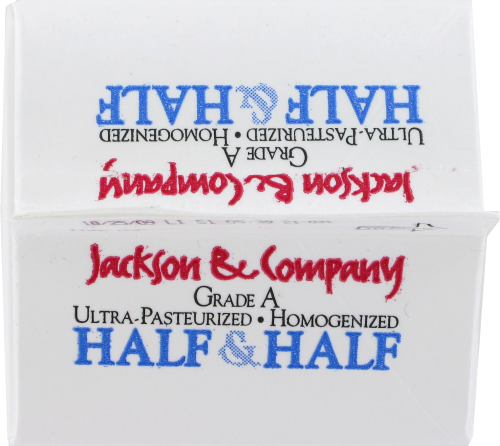 HALF & HALF
ULTRA-PASTEURIZED • HOMOGENIZED
GRADE A
Jackson & Company
Jackson & Company
GRADE A
ULTRA-PASTEURIZED • HOMOGENIZED
HALF & HALF